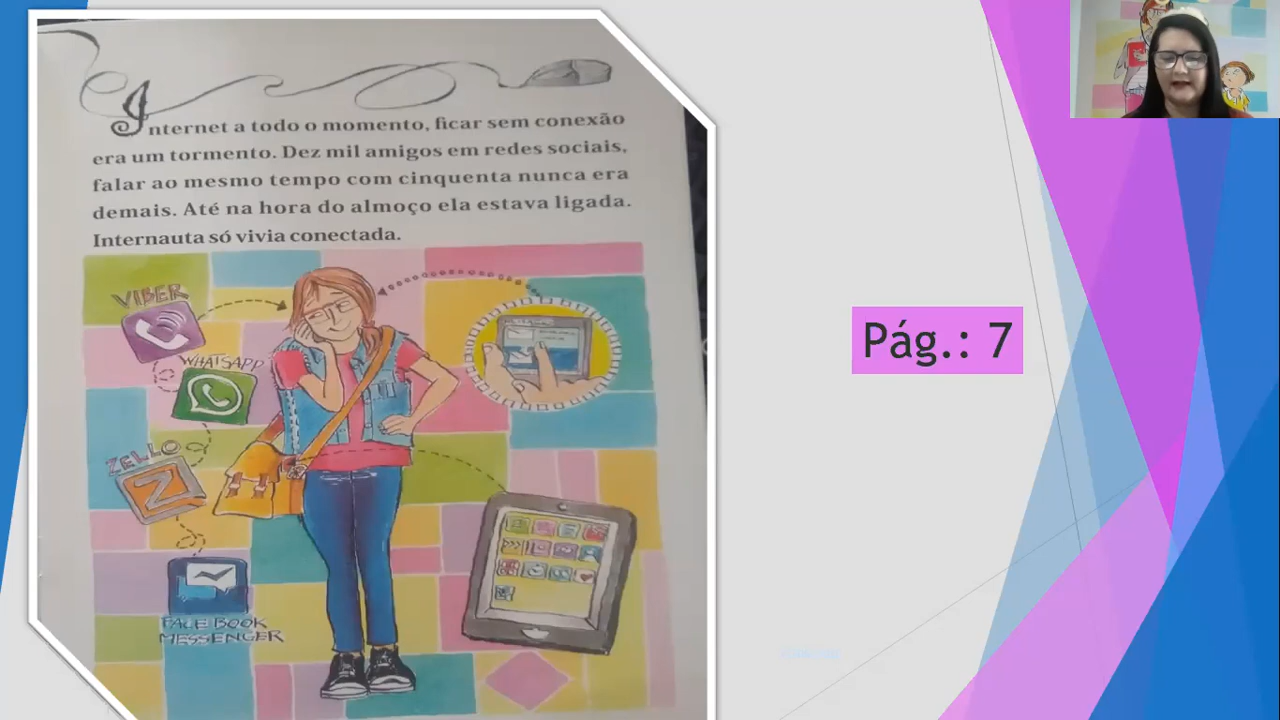 Internet a todo o momento, ficar sem conexão
era um tormento. Dez mil amigos em redes sociais,
falar ao mesmo tempo com cinquenta nunca era
demais. Até na hora do almoço ela estava ligada.
Internauta só vivia conectada.
VIBER
WHATSAPP
ZELLO
Z
FACEBOOK
MESSENGER
Pág.: 7